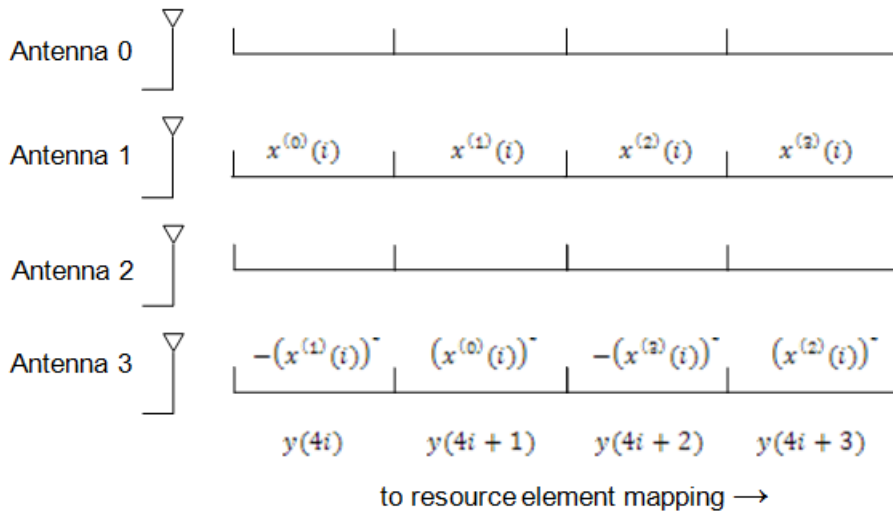 Antenna 0
Antenna 1 x⁽⁰⁾(i) x⁽¹⁾(i) x⁽²⁾(i) x⁽³⁾(i)
Antenna 2
Antenna 3 −(x⁽¹⁾(i))⁻ (x⁽⁰⁾(i))⁻ −(x⁽³⁾(i))⁻ (x⁽²⁾(i))⁻
y(4i) y(4i + 1) y(4i + 2) y(4i + 3)
to resource element mapping →